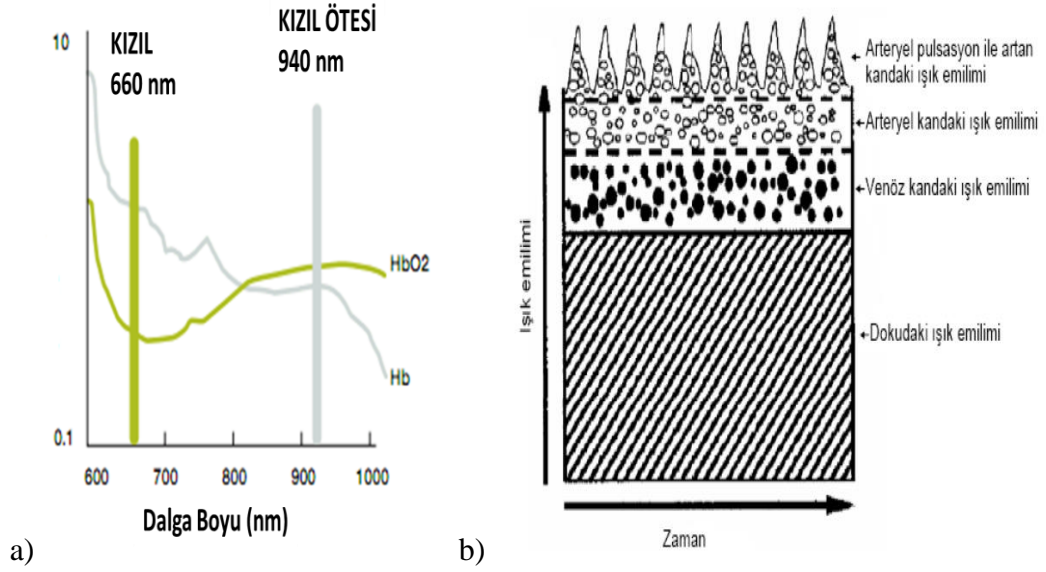 10
KIZIL
660 nm
KIZIL ÖTESİ
940 nm
HbO2
Hb
0.1
600 700 800 900 1000
Dalga Boyu (nm)
a)
Işık emilimi
Arteryel pulsasyon ile artan
kandaki ışık emilimi
Arteryel kandaki ışık emilimi
Venöz kandaki ışık emilimi
Dokudaki ışık emilimi
Zaman
b)